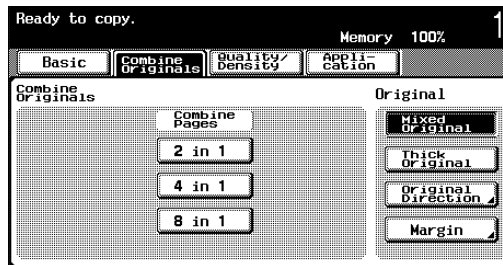 Ready to copy.
1
Memory 100%
Basic
Combine
Originals
Quality/
Density
Appli-
cation
Combine
Originals
Original
Combine
Pages
2 in 1
4 in 1
8 in 1
Mixed
Original
Thick
Original
Original
Direction
Margin